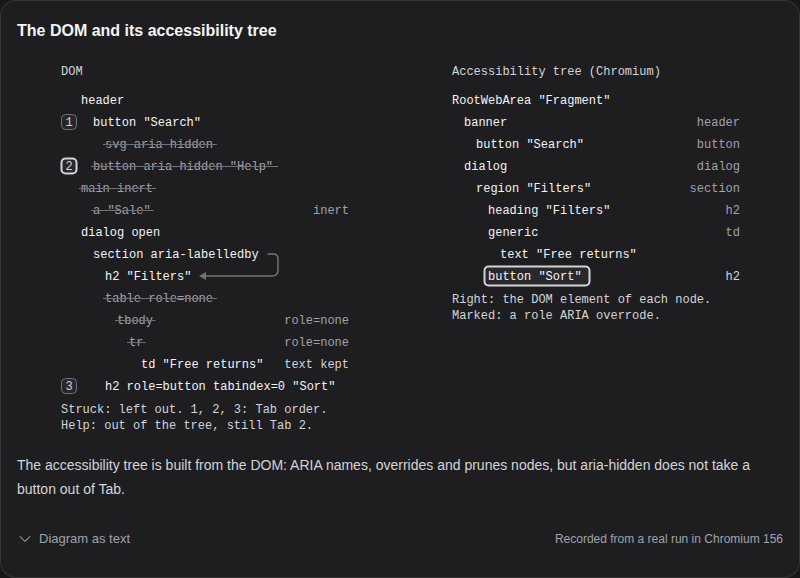 The DOM and its accessibility tree
DOM
header
1 button "Search"
svg aria-hidden
2 button aria-hidden "Help"
main inert
a "Sale" inert
dialog open
section aria-labelledby
h2 "Filters"
table role=none
tbody role=none
tr role=none
td "Free returns" text kept
3 h2 role=button tabindex=0 "Sort"
Struck: left out. 1, 2, 3: Tab order.
Help: out of the tree, still Tab 2.
Accessibility tree (Chromium)
RootWebArea "Fragment"
banner header
button "Search" button
dialog dialog
region "Filters" section
heading "Filters" h2
generic td
text "Free returns"
button "Sort" h2
Right: the DOM element of each node.
Marked: a role ARIA overrode.
The accessibility tree is built from the DOM: ARIA names, overrides and prunes nodes, but aria-hidden does not take a
button out of Tab.
Diagram as text
Recorded from a real run in Chromium 156